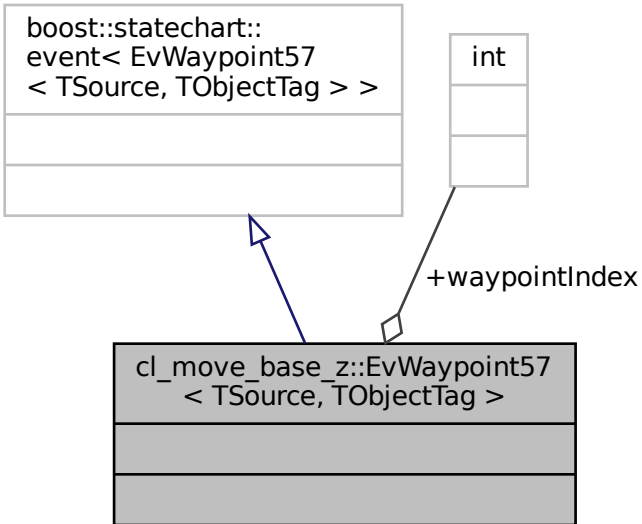 boost::statechart::
event< EvWaypoint57
< TSource, TObjectTag > >
int
+waypointIndex
cl_move_base_z::EvWaypoint57
< TSource, TObjectTag >